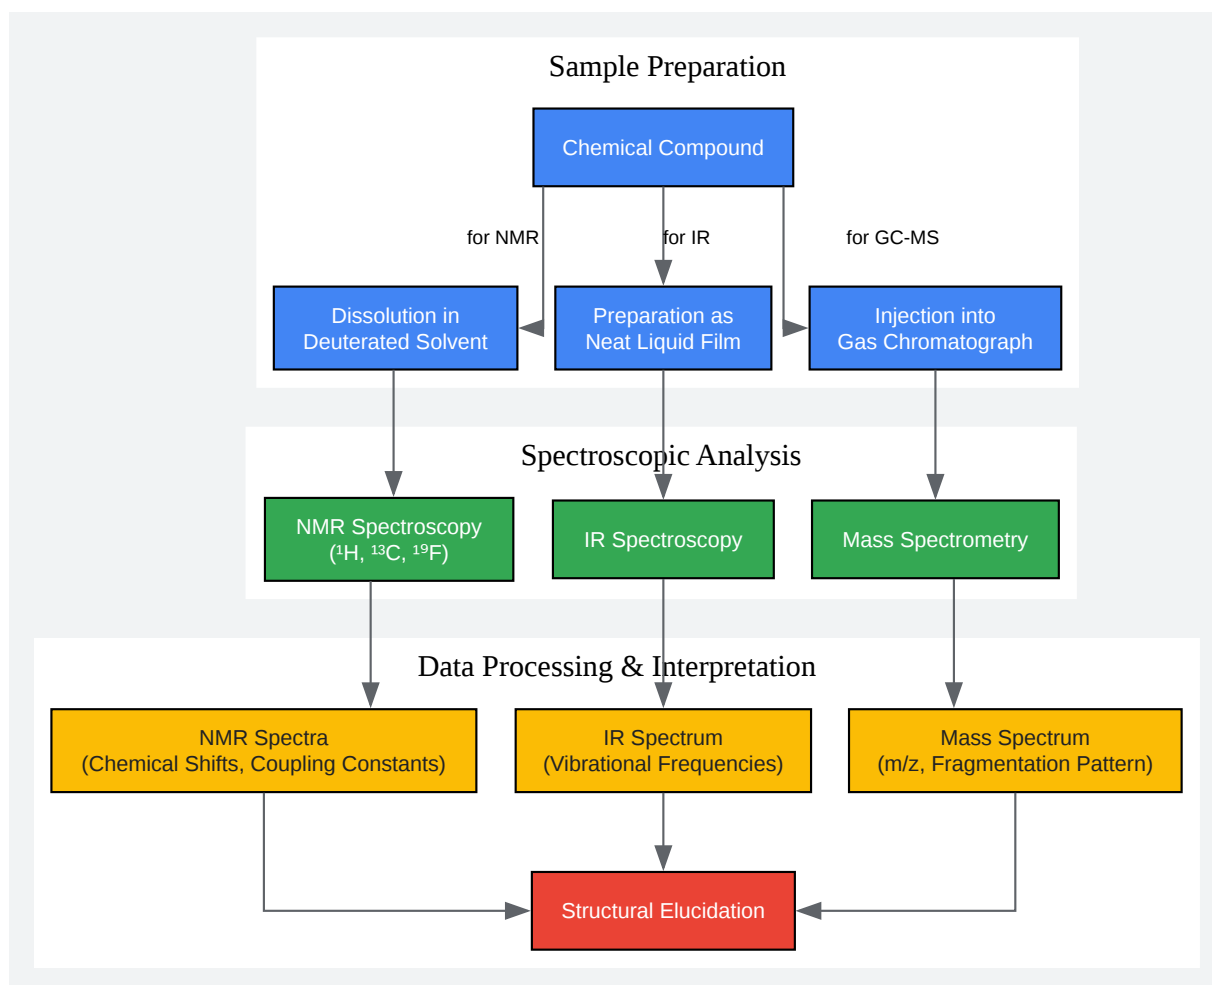 Sample Preparation
Chemical Compound
for NMR
for IR
for GC-MS
Dissolution in
Deuterated Solvent
Preparation as
Neat Liquid Film
Injection into
Gas Chromatograph
Spectroscopic Analysis
NMR Spectroscopy
(¹H, ¹³C, ¹⁹F)
IR Spectroscopy
Mass Spectrometry
Data Processing & Interpretation
NMR Spectra
(Chemical Shifts, Coupling Constants)
IR Spectrum
(Vibrational Frequencies)
Mass Spectrum
(m/z, Fragmentation Pattern)
Structural Elucidation